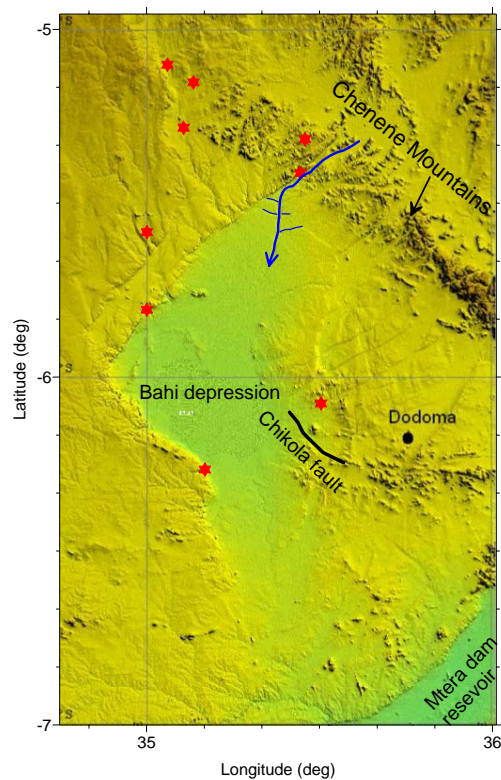 -5
Chenene Mountains
Latitude (deg)
-6
Bahi depression
Dodoma
Chikola fault
Mtera dam
resevoir
-7
35
36
Longitude (deg)